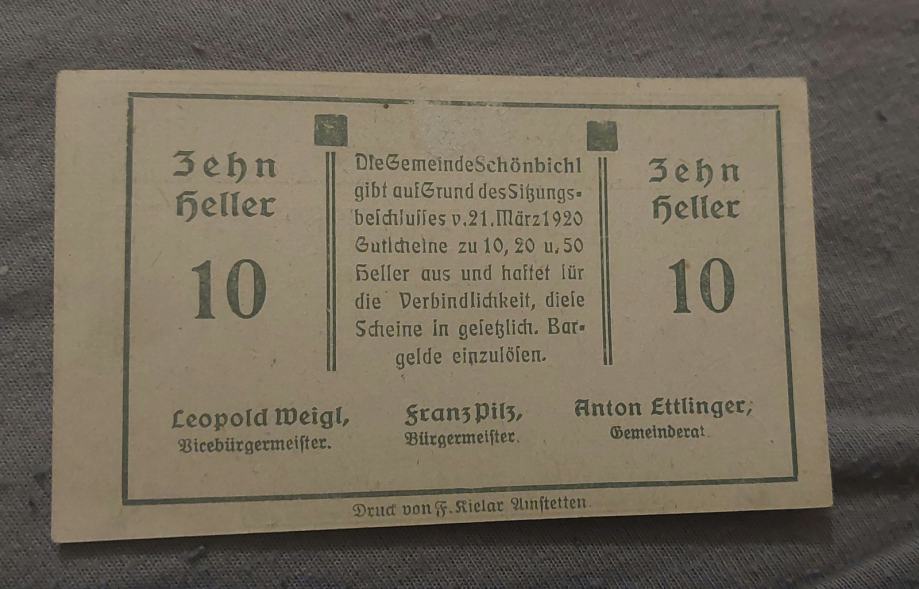 Zehn
Heller
10
Die Gemeinde Schönbichl
gibt auf Grund des Sitzungs-
beschlusses v. 21. März 1920
Gutscheine zu 10, 20 u. 50
Heller aus und haftet für
die Verbindlichkeit, diese
Scheine in gesetzlich. Bar-
gelde einzulösen.
Zehn
Heller
10
Leopold Weigl,
Vicebürgermeister.
Franz Pilz,
Bürgermeister.
Anton Ettlinger,
Gemeinderat.
Druck von F. Kielar Amstetten.